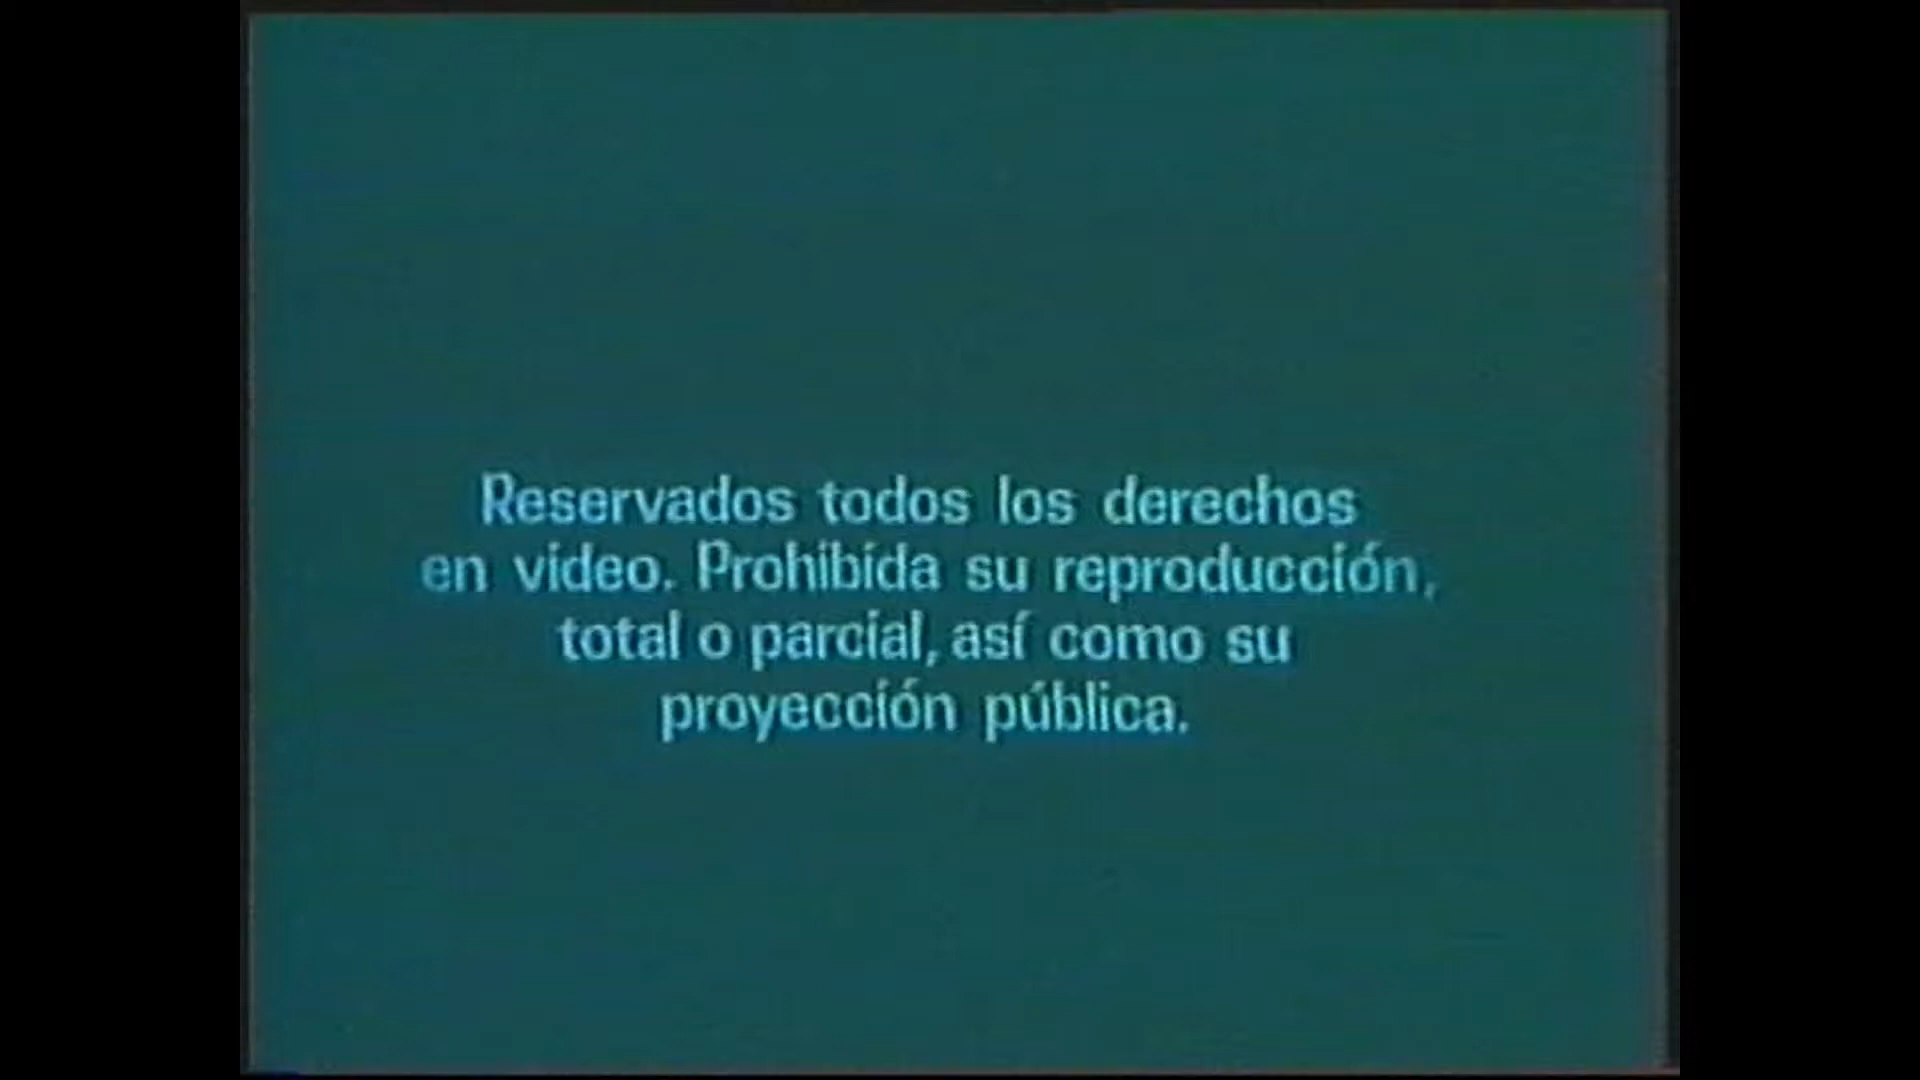 Reservados todos los derechos
en video. Prohibida su reproducción,
total o parcial, así como su
proyección pública.